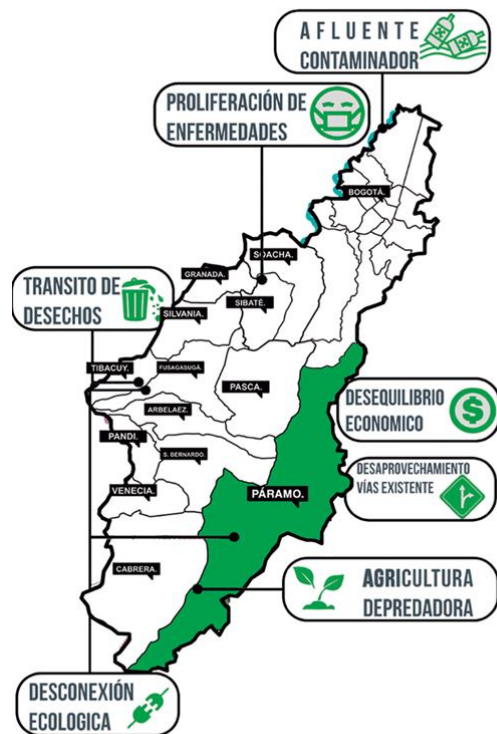 AFLUENTE
CONTAMINADOR
PROLIFERACIÓN DE
ENFERMEDADES
BOGOTÁ.
SOACHA.
GRANADA.
SIBATÉ.
TRANSITO DE
DESECHOS
SILVANIA.
TIBACUY.
FUSAGASUGÁ.
PASCA.
ARBELAEZ.
DESEQUILIBRIO
ECONOMICO
$
PANDI.
S. BERNARDO.
DESAPROVECHAMIENTO
VÍAS EXISTENTE
VENECIA.
PÁRAMO.
CABRERA.
AGRICULTURA
DEPREDADORA
DESCONEXIÓN
ECOLOGICA